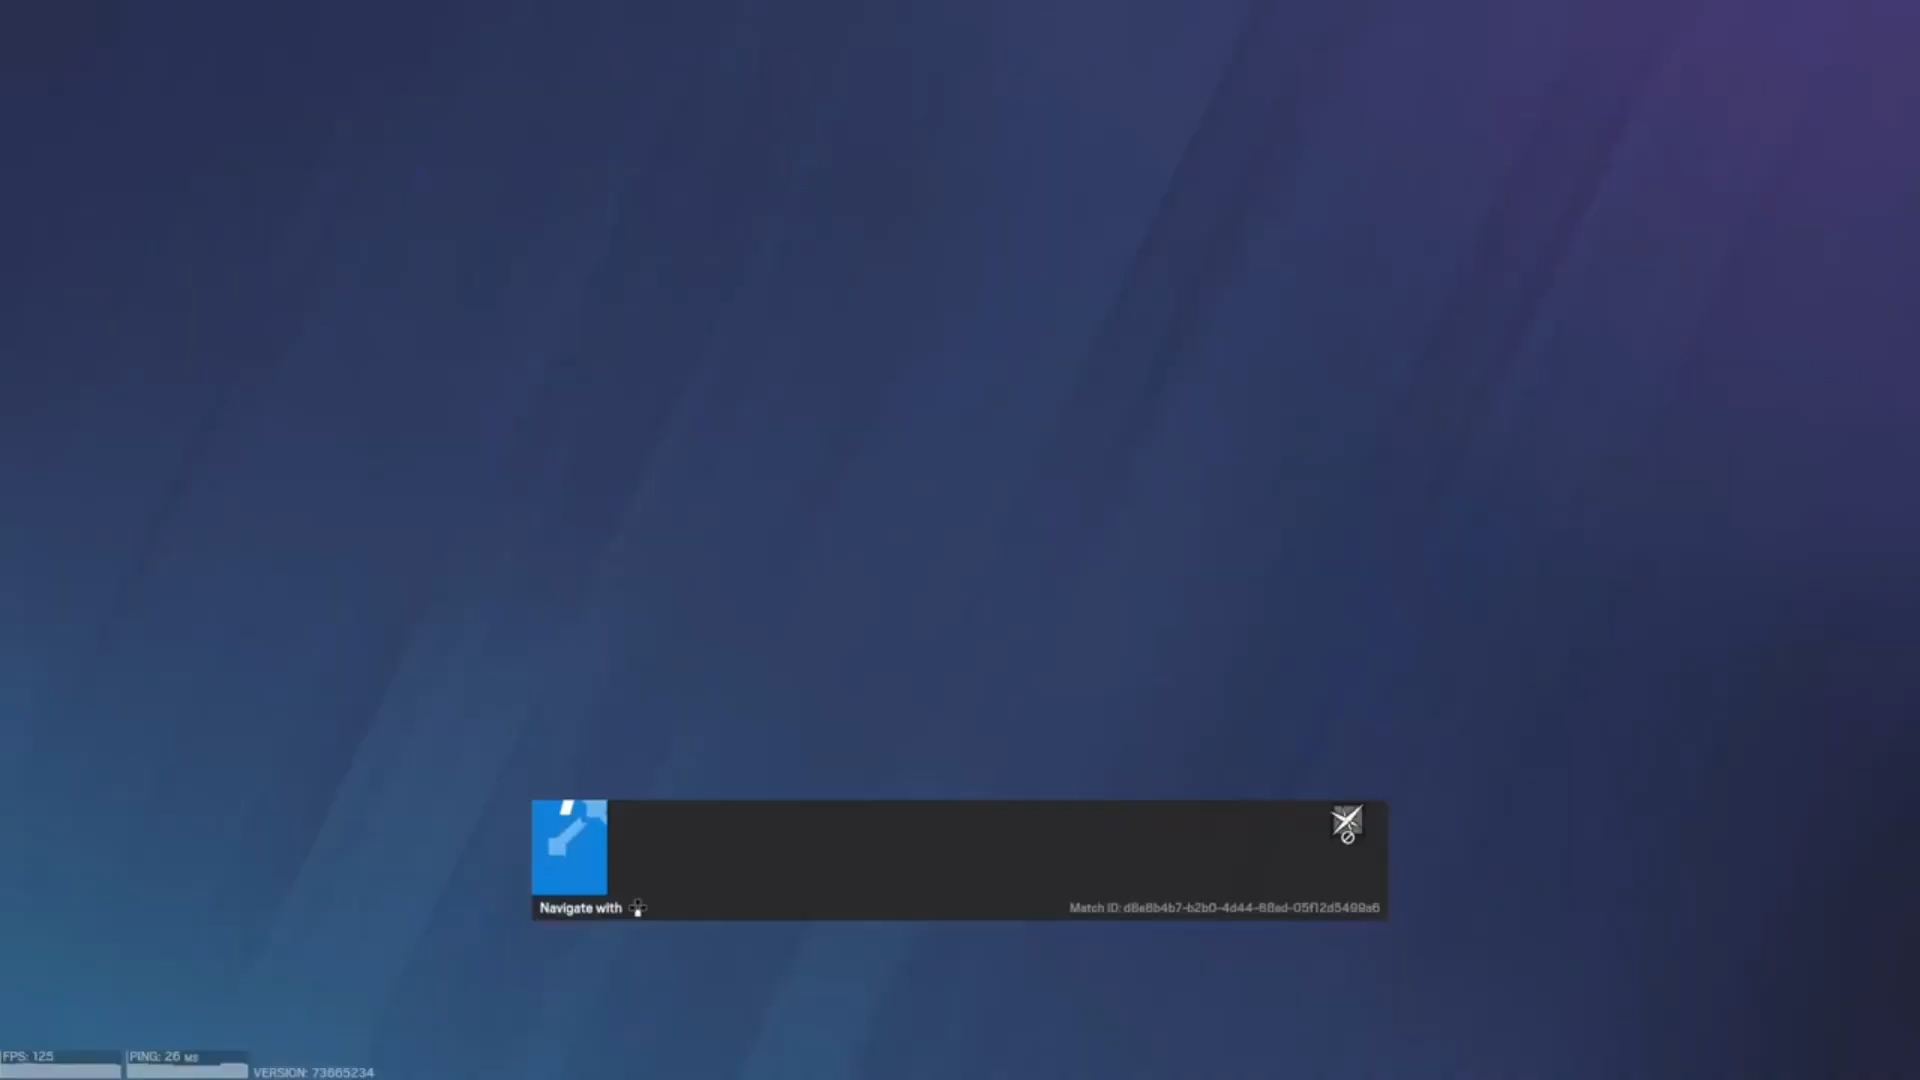 Navigate with
Match ID: d8e8b4b7-b2b0-4d44-88ad-05f12d5499a6
FPS: 125
PING: 26 MS
VERSION: 73665234